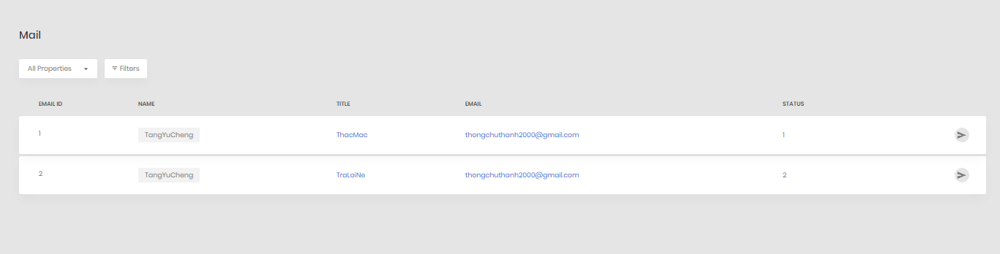 Mail
All Properties Filters
EMAIL ID NAME TITLE EMAIL STATUS
1 TangYuCheng ThacMac thongchuthanh2000@gmail.com 1
2 TangYuCheng TraLoiNe thongchuthanh2000@gmail.com 2